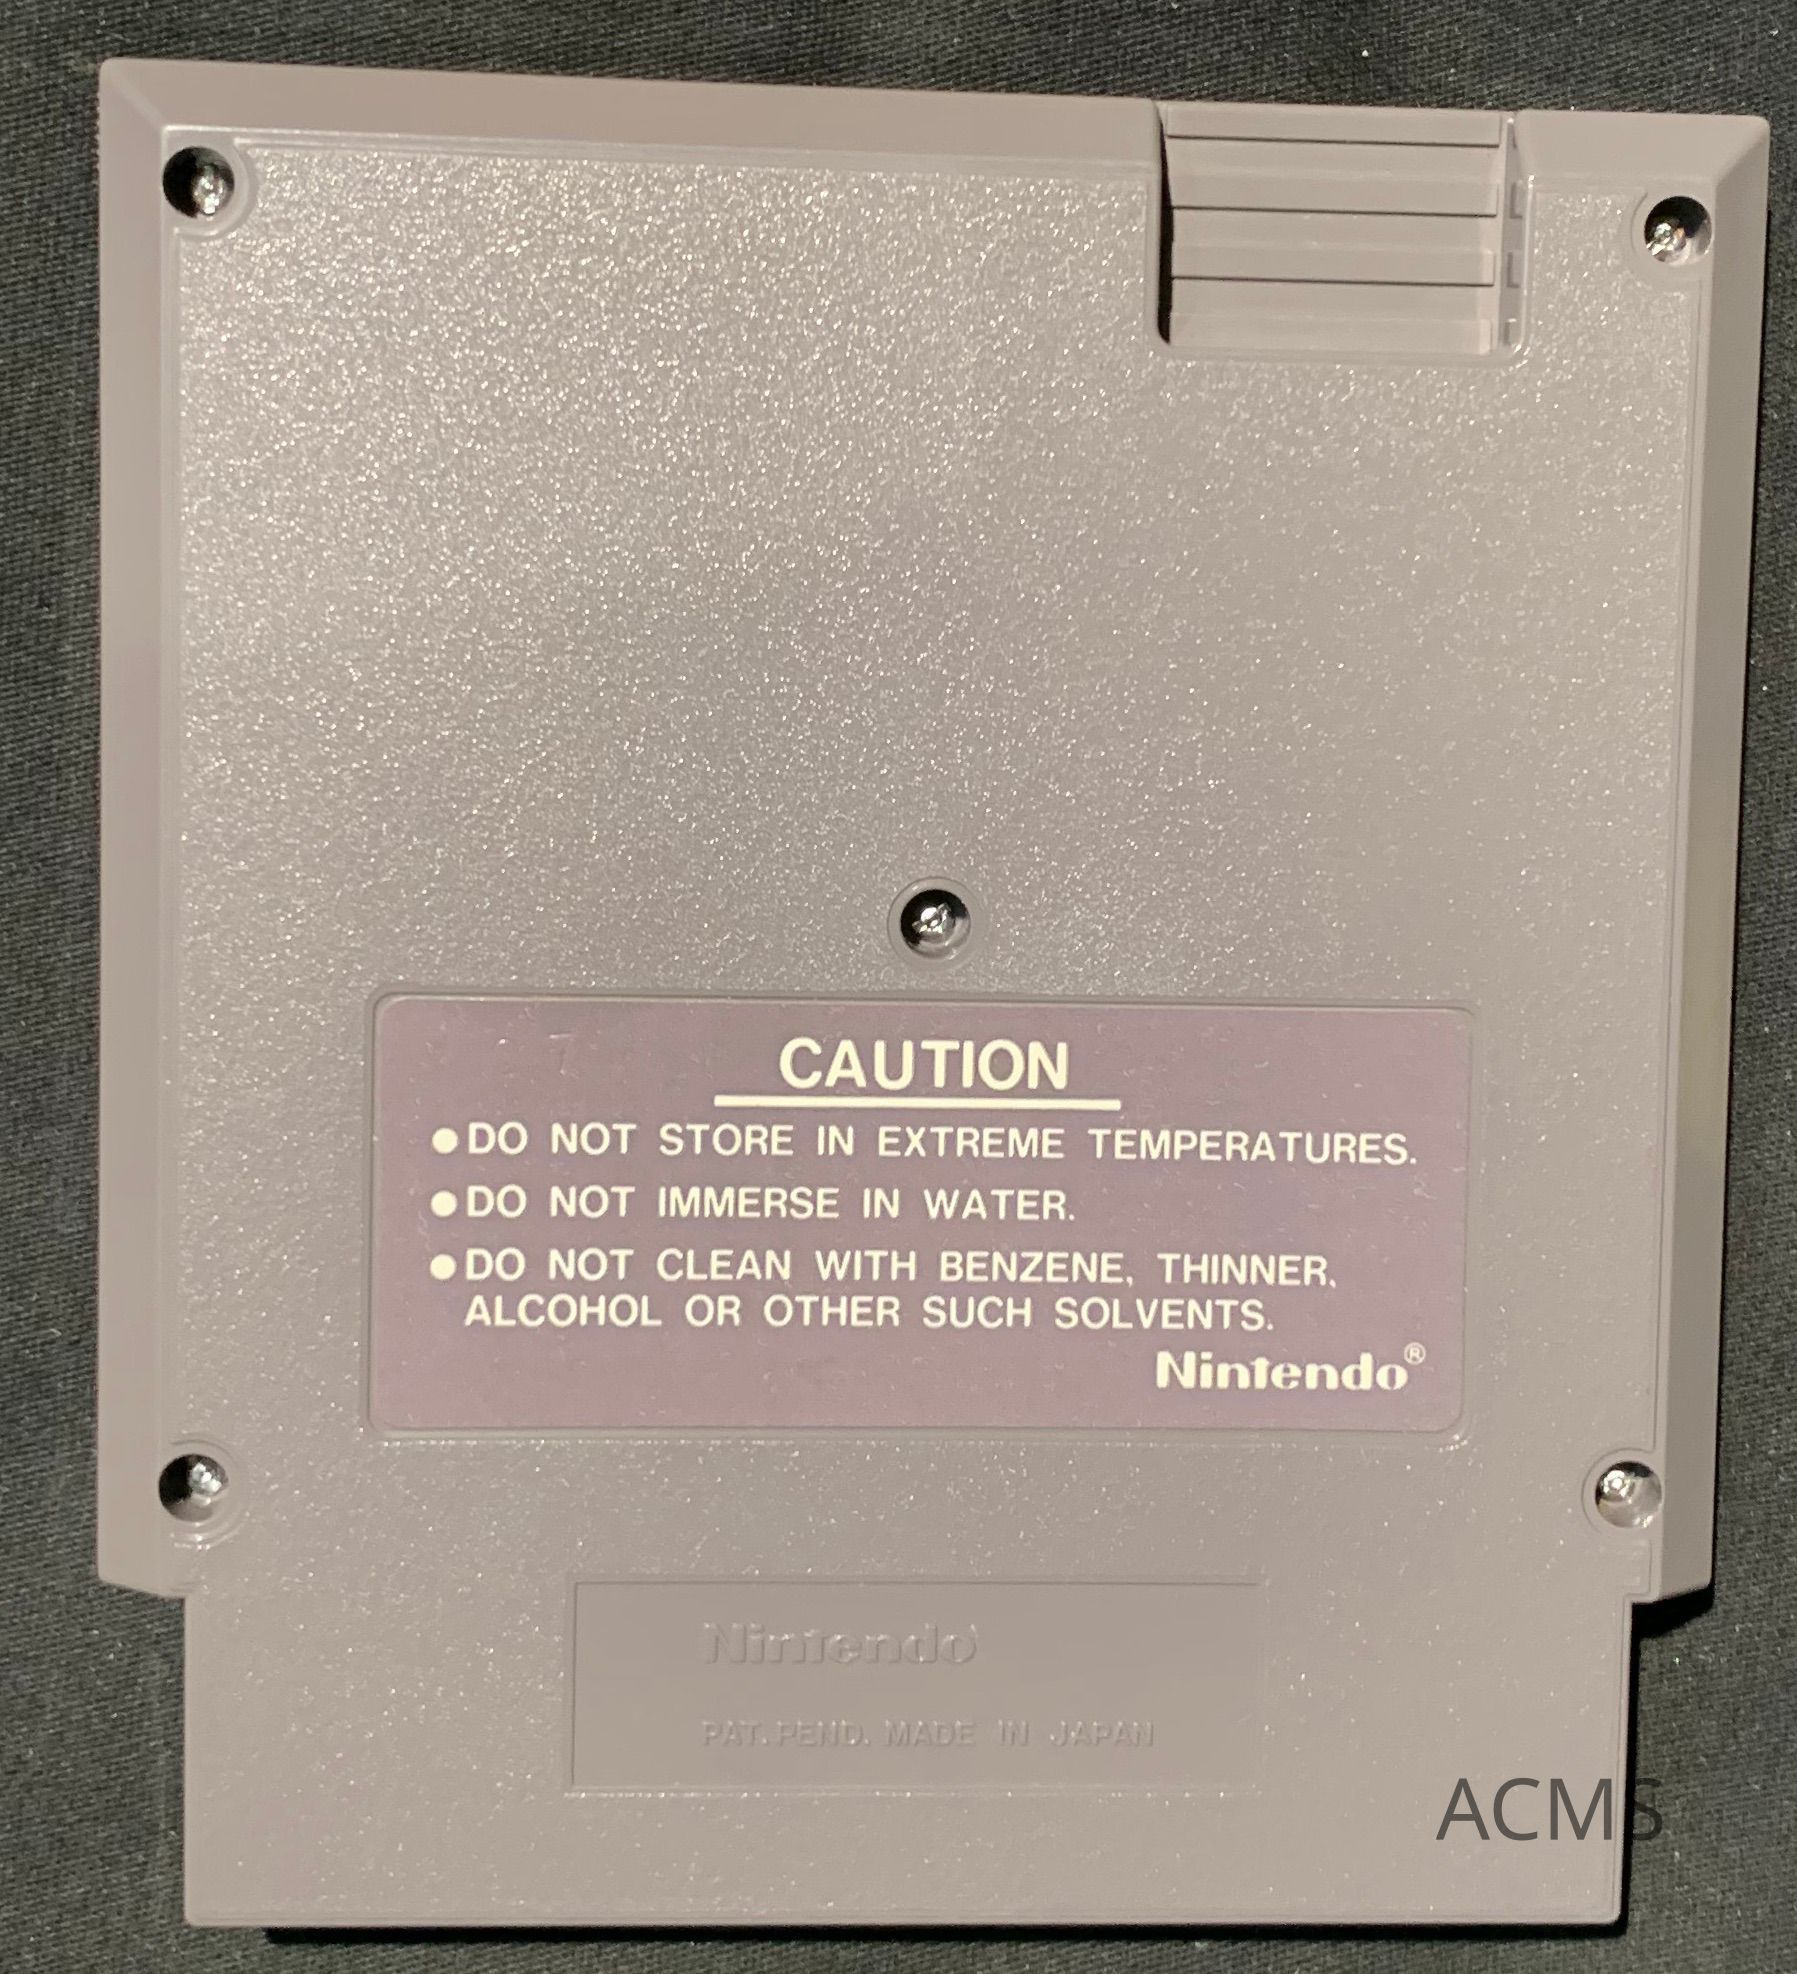 CAUTION
●DO NOT STORE IN EXTREME TEMPERATURES.
●DO NOT IMMERSE IN WATER.
●DO NOT CLEAN WITH BENZENE, THINNER,
ALCOHOL OR OTHER SUCH SOLVENTS.
Nintendo®
Nintendo
PAT. PEND. MADE IN JAPAN
ACMS